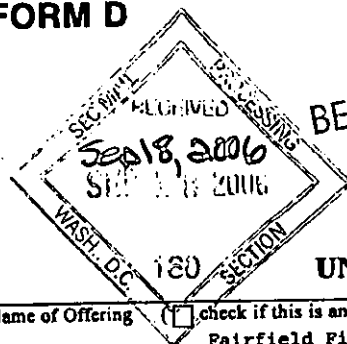 FORM D
SEC MAIL
PROCESSING
RECEIVED
BE
Sep 18, 2006
WASH., D.C.
180
SECTION
UN
Name of Offering ( check if this is an
Fairfield Fi